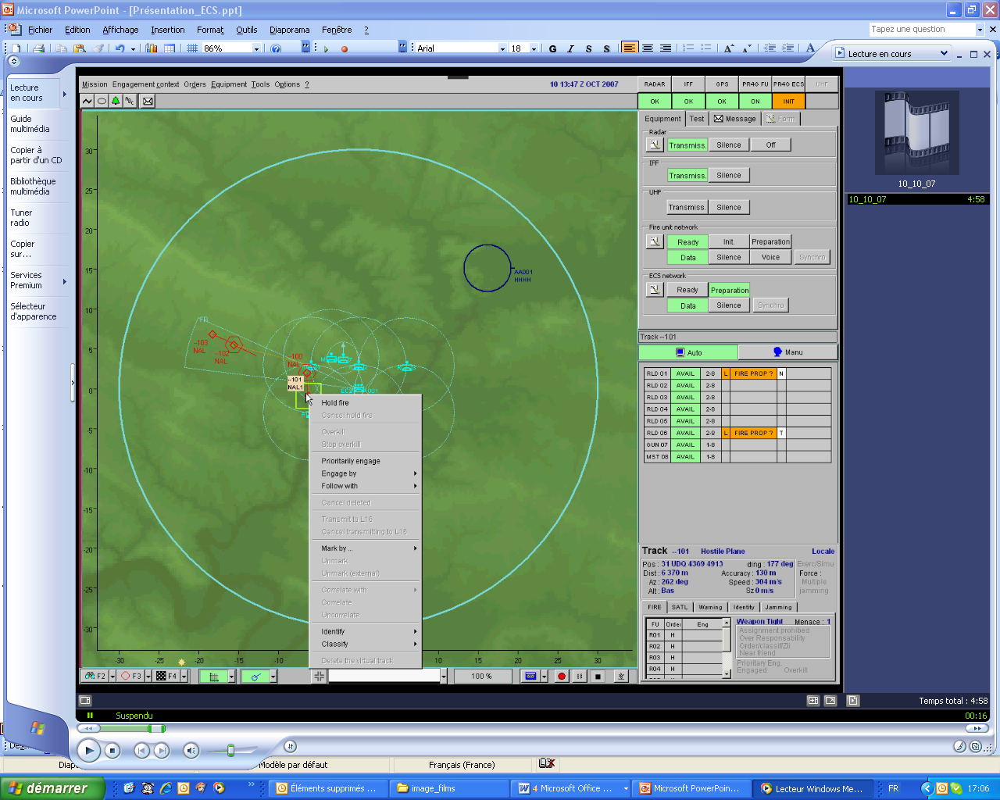 Microsoft PowerPoint - [Présentation_ECS.ppt]
Fichier Edition Affichage Insertion Format Outils Diaporama Fenêtre ?
Tapez une question
86%
Arial
18
G I S S
Lecture en cours
Lecture
en cours
Guide
multimédia
Copier à
partir d'un CD
Bibliothèque
multimédia
Tuner
radio
Copier
sur...
Services
Premium
Sélecteur
d'apparence
Mission Engagement context Orders Equipment Tools Options ?
10 13:47 Z OCT 2007
RADAR IFF GPS PR4G FU PR4G ECS UHF
OK OK OK ON INIT
Equipment Test Message Form
Radar
Transmiss. Silence Off
IFF
Transmiss. Silence
UHF
Transmiss. Silence
Fire unit network
Ready Init. Preparation
Data Silence Voice Synchro
ECS network
Ready Preparation
Data Silence Synchro
Track --101
Auto Manu
RLD 01 AVAIL 2-8 L FIRE PROP ? N
RLD 02 AVAIL 2-8
RLD 03 AVAIL 2-8
RLD 04 AVAIL 2-8
RLD 05 AVAIL 2-8
RLD 06 AVAIL 2-8 L FIRE PROP ? T
GUN 07 AVAIL 1-8
MST 08 AVAIL 1-8
30
25
20
15
10
5
0
-5
-10
-15
-20
-25
-30
-25 -20 -15 -10
10 15 20 25 30
AA001
HHHH
--103
NAL
--102
NAL
--100
NAL
--101
NAL1
Hold fire
Cancel hold fire
Overkill
Stop overkill
Prioritarily engage
Engage by
Follow with
Cancel deleted
Transmit to L16
Cancel transmitting to L16
Mark by ...
Unmark
Unmark (external)
Correlate with
Correlate
Uncorrelate
Identify
Classify
Delete the virtual track
Track --101 Hostile Plane Locale
Pos : 31 UDQ 4369 4913 ding : 177 deg Exerc/Simu
Dist : 6 370 m Accuracy : 130 m Force :
Az : 262 deg Speed : 304 m/s Multiple
Alt : Bas Sz 0 m/s jamming
FIRE SATL Warning Identity Jamming
FU Order Eng
R01 H
R02 H
R03 H
R04 H
Weapon Tight Menace : 1
Assignment prohibed
Over Responsability
Order/classif/Zli
Near friend
Prioritary Eng.
Engaged Overkill
F2 F3 F4
100 %
10_10_07
10_10_07 4:58
Temps total : 4:58
Suspendu
00:16
Modèle par défaut
Français (France)
démarrer
Éléments supprimés ...
image_films
4 Microsoft Office ...
Microsoft PowerPoin...
Lecteur Windows Me...
FR
17:06